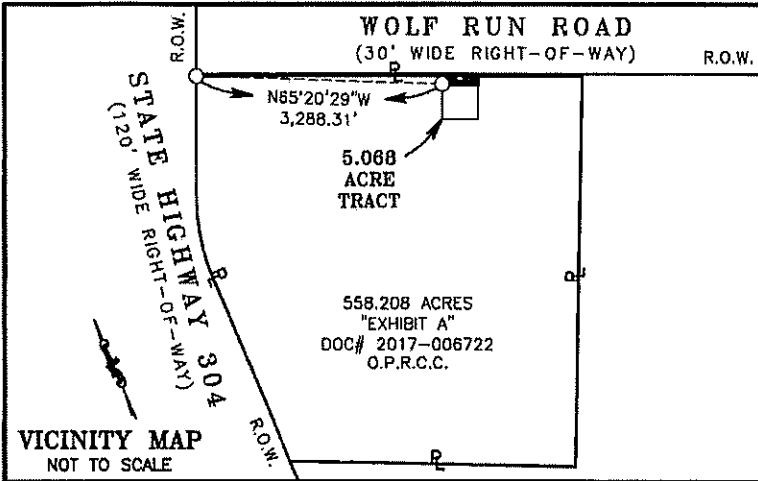 WOLF RUN ROAD
(30' WIDE RIGHT-OF-WAY)
R.O.W.
R.O.W.
P
L
N65°20'29"W
3,288.31'
5.068
ACRE
TRACT
STATE HIGHWAY 304
(120' WIDE RIGHT-OF-WAY)
P
L
P
L
558.208 ACRES
"EXHIBIT A"
DOC# 2017-006722
O.P.R.C.C.
R.O.W.
P
L
VICINITY MAP
NOT TO SCALE